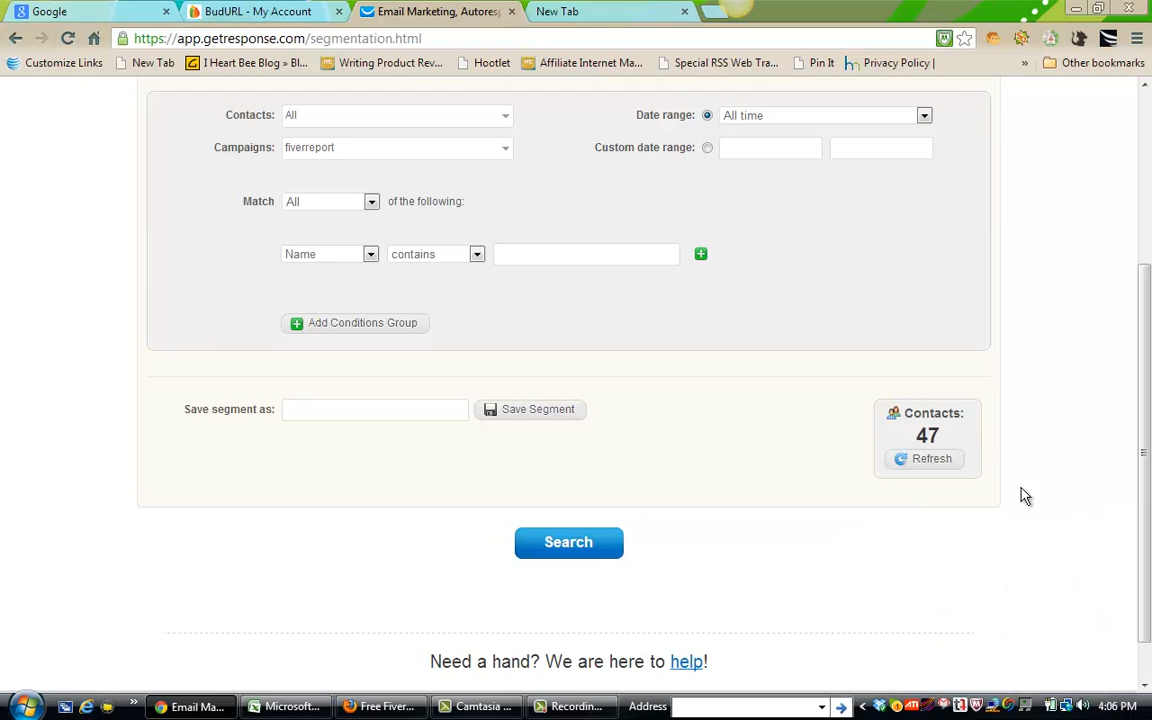 Google
BudURL - My Account
Email Marketing, Autores
New Tab
https://app.getresponse.com/segmentation.html
Customize Links
New Tab
I Heart Bee Blog » Bl...
Writing Product Rev...
Hootlet
Affiliate Internet Ma...
Special RSS Web Tra...
Pin It
Privacy Policy |
»
Other bookmarks
Contacts: All
Date range: All time
Campaigns: fiverreport
Custom date range:
Match All of the following:
Name contains
Add Conditions Group
Save segment as: Save Segment
Contacts:
47
Refresh
Search
Need a hand? We are here to help!
Email Ma...
Microsoft...
Free Fiver...
Camtasia ...
Recordin...
Address
4:06 PM